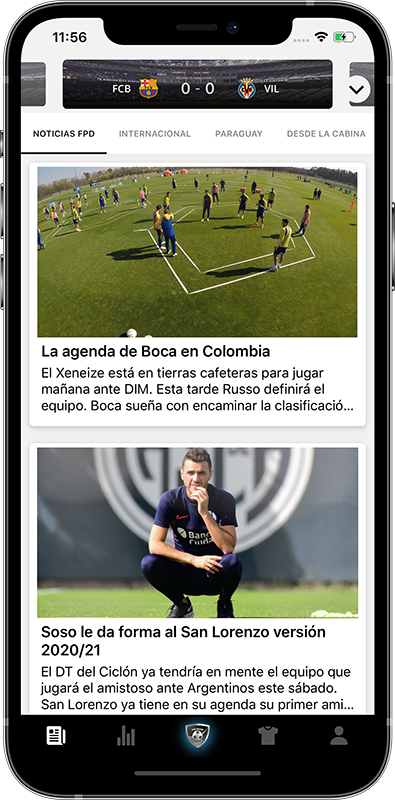 11:56
FCB 0 - 0 VIL
NOTICIAS FPD INTERNACIONAL PARAGUAY DESDE LA CABINA
La agenda de Boca en Colombia
El Xeneize está en tierras cafeteras para jugar
mañana ante DIM. Esta tarde Russo definirá el
equipo. Boca sueña con encaminar la clasificació...
Banco
Ciudad
Soso le da forma al San Lorenzo versión
2020/21
El DT del Ciclón ya tendría en mente el equipo que
jugará el amistoso ante Argentinos este sábado.
San Lorenzo ya tiene en su agenda su primer ami...